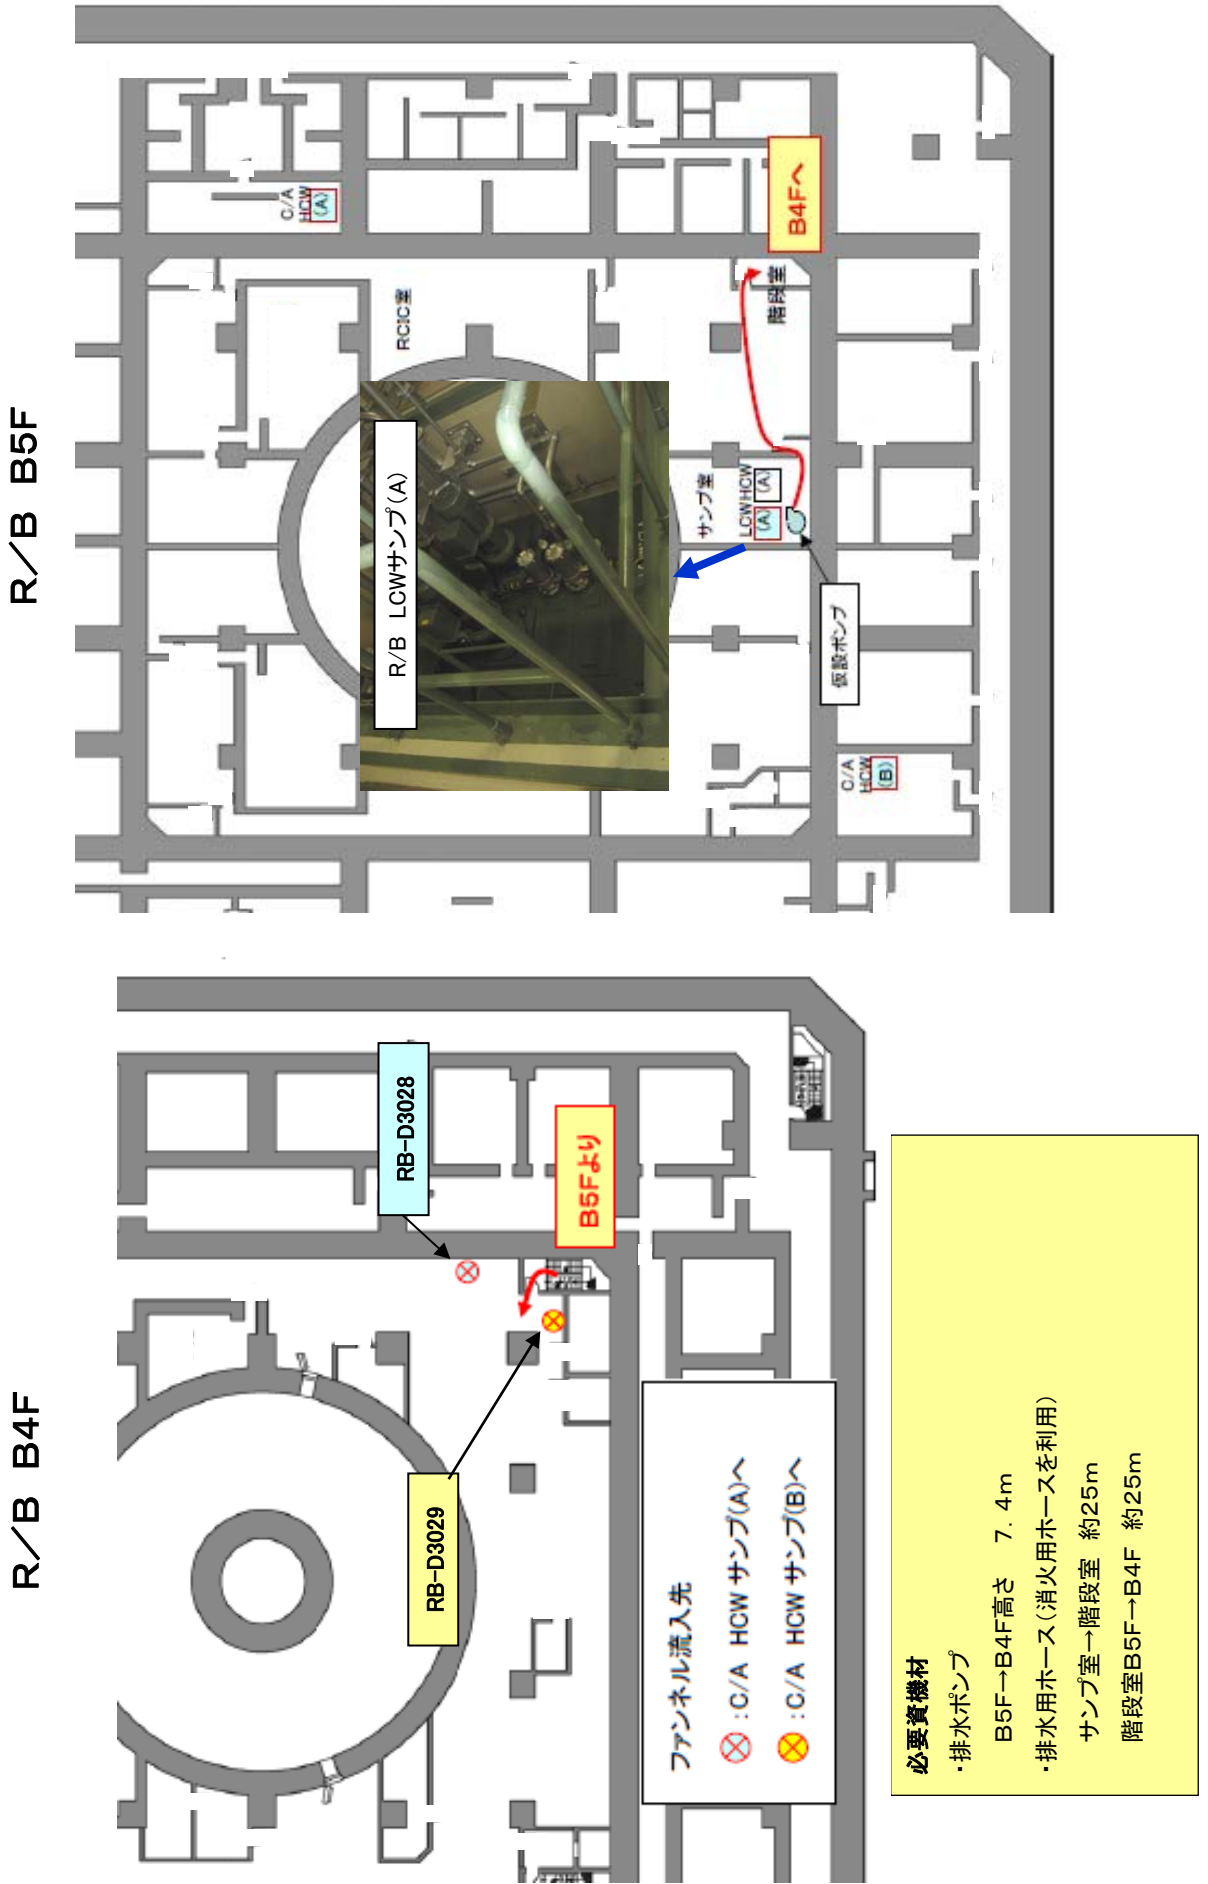 R/B B5F
C/A
HCW
(A)
RCIC室
B4Fへ
階段室
R/B LCWサンプ(A)
サンプ室
LCW HCW
(A) (A)
仮設ポンプ
C/A
HCW
(B)
R/B B4F
RB-D3028
B5Fより
RB-D3029
ファンネル流入先
:C/A HCW サンプ(A)へ
:C/A HCW サンプ(B)へ
必要資機材
・排水ポンプ
B5F→B4F高さ 7.4m
・排水用ホース(消火用ホースを利用)
サンプ室→階段室 約25m
階段室B5F→B4F 約25m